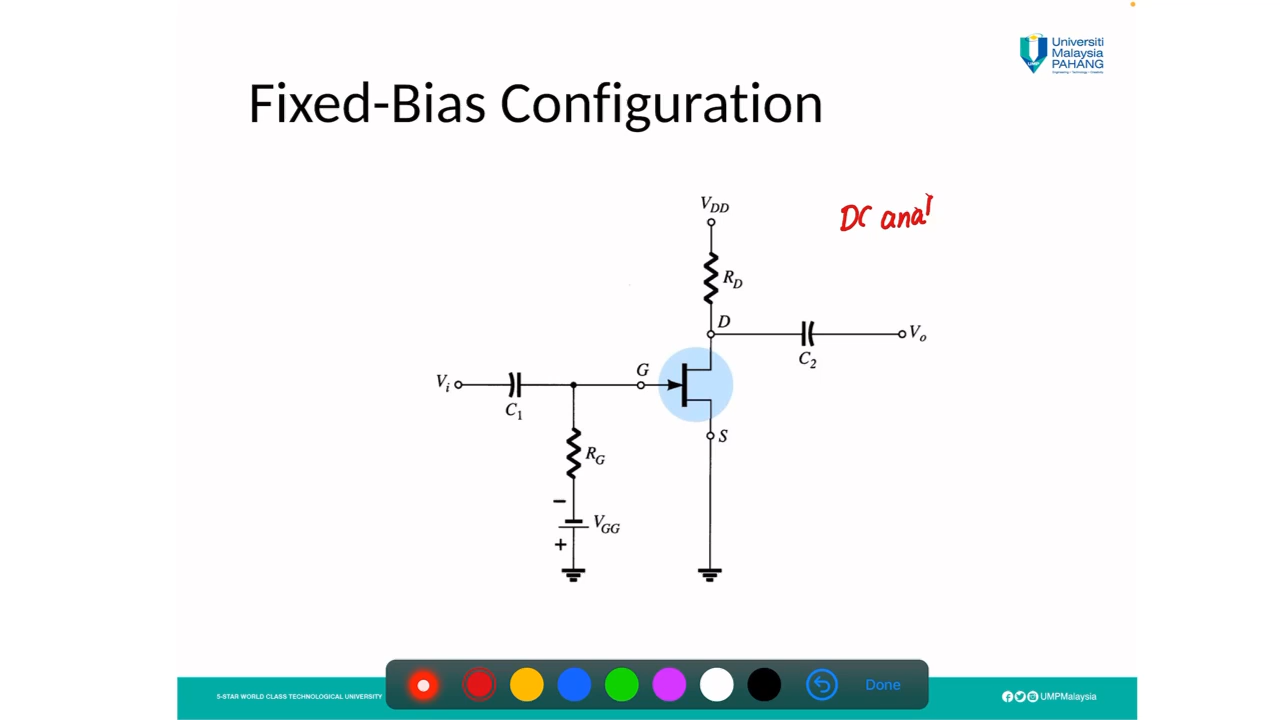 Universiti
Malaysia
PAHANG
Fixed-Bias Configuration
VDD
DC anal
RD
D
Vo
C2
G
Vi
C1
S
RG
−
VGG
+
5-STAR WORLD CLASS TECHNOLOGICAL UNIVERSITY
Done
UMPMalaysia